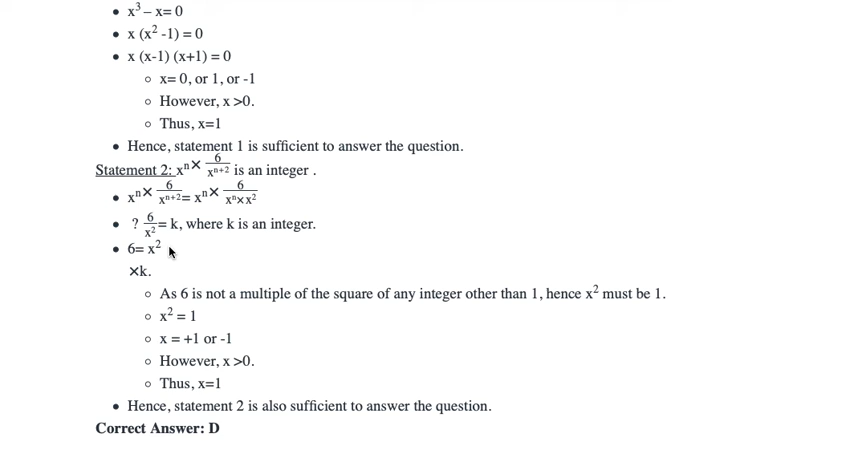 • x³ – x= 0
• x (x² -1) = 0
• x (x-1) (x+1) = 0
◦ x= 0, or 1, or -1
◦ However, x >0.
◦ Thus, x=1
• Hence, statement 1 is sufficient to answer the question.
Statement 2: xⁿ× 6/xⁿ⁺² is an integer .
• xⁿ× 6/xⁿ⁺²= xⁿ× 6/xⁿ×x²
• ? 6/x²= k, where k is an integer.
• 6= x²
×k.
◦ As 6 is not a multiple of the square of any integer other than 1, hence x² must be 1.
◦ x² = 1
◦ x = +1 or -1
◦ However, x >0.
◦ Thus, x=1
• Hence, statement 2 is also sufficient to answer the question.
Correct Answer: D